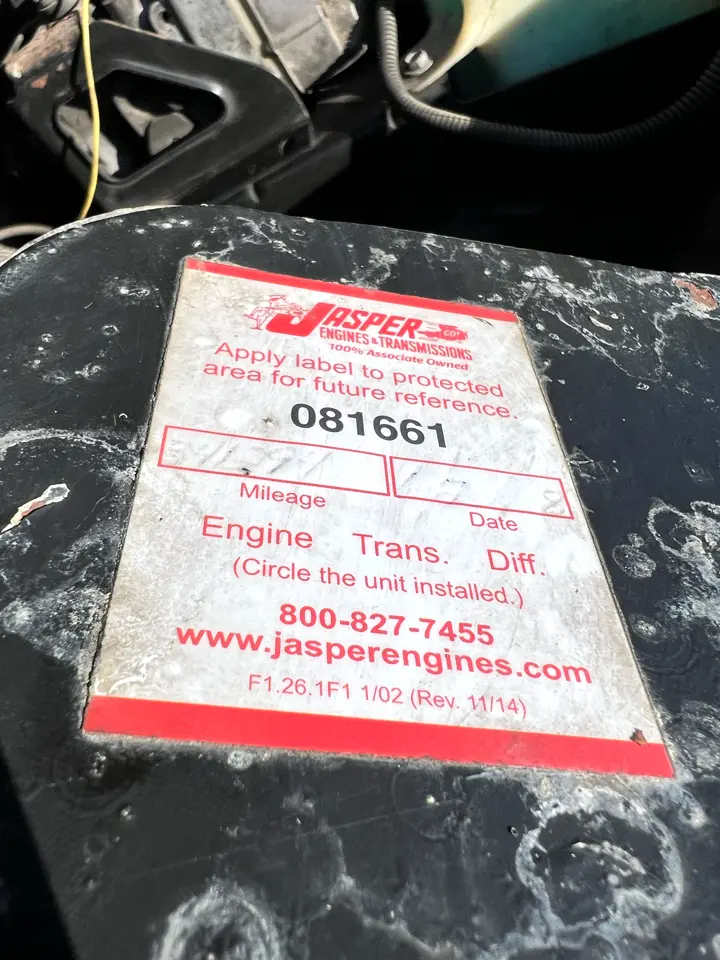 JASPER GO!
ENGINES & TRANSMISSIONS
100% Associate Owned
Apply label to protected
area for future reference.
081661
Mileage Date
Engine Trans. Diff.
(Circle the unit installed.)
800-827-7455
www.jasperengines.com
F1.26.1F1 1/02 (Rev. 11/14)